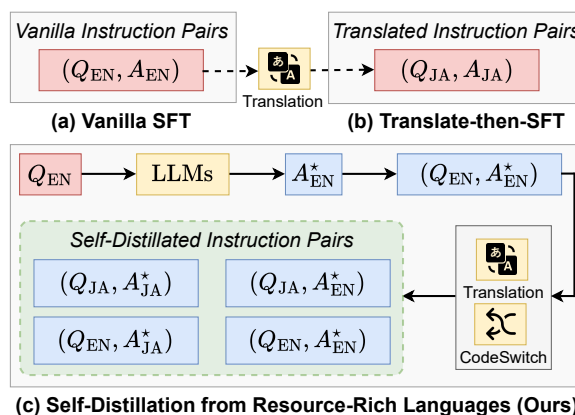 Vanilla Instruction Pairs
(Q_EN, A_EN)
(a) Vanilla SFT
あ A
Translation
Translated Instruction Pairs
(Q_JA, A_JA)
(b) Translate-then-SFT
Q_EN
LLMs
A⋆_EN
(Q_EN, A⋆_EN)
Self-Distillated Instruction Pairs
(Q_JA, A⋆_JA)
(Q_JA, A⋆_EN)
(Q_EN, A⋆_JA)
(Q_EN, A⋆_EN)
あ A
Translation
CodeSwitch
(c) Self-Distillation from Resource-Rich Languages (Ours)